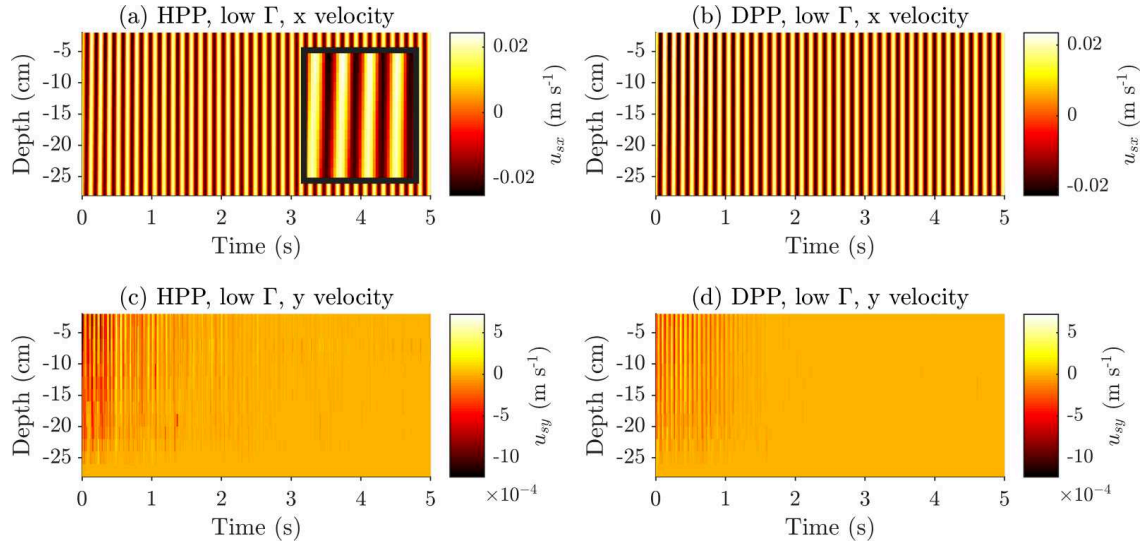 (a) HPP, low Γ, x velocity
-5
-10
-15
-20
-25
Depth (cm)
0 1 2 3 4 5
Time (s)
0.02
0
-0.02
u_sx (m s⁻¹)
(b) DPP, low Γ, x velocity
-5
-10
-15
-20
-25
Depth (cm)
0 1 2 3 4 5
Time (s)
0.02
0
-0.02
u_sx (m s⁻¹)
(c) HPP, low Γ, y velocity
-5
-10
-15
-20
-25
Depth (cm)
0 1 2 3 4 5
Time (s)
5
0
-5
-10
×10⁻⁴
u_sy (m s⁻¹)
(d) DPP, low Γ, y velocity
-5
-10
-15
-20
-25
Depth (cm)
0 1 2 3 4 5
Time (s)
5
0
-5
-10
×10⁻⁴
u_sy (m s⁻¹)